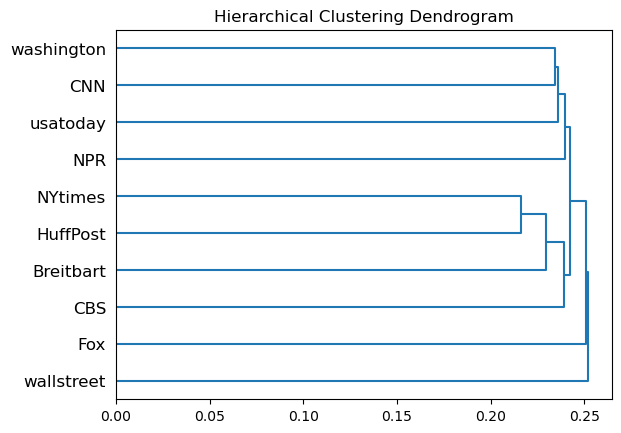 Hierarchical Clustering Dendrogram
washington
CNN
usatoday
NPR
NYtimes
HuffPost
Breitbart
CBS
Fox
wallstreet
0.00 0.05 0.10 0.15 0.20 0.25